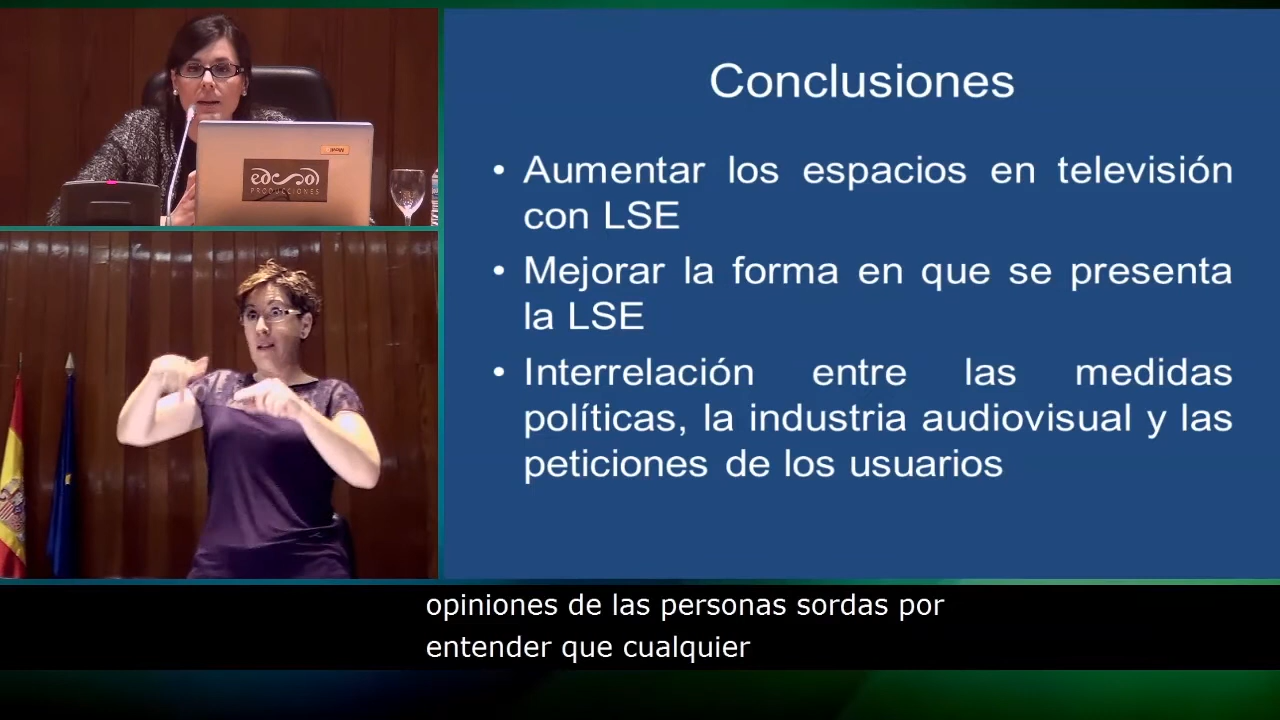 edsol
PRODUCCIONES
Conclusiones
• Aumentar los espacios en televisión
con LSE
• Mejorar la forma en que se presenta
la LSE
• Interrelación entre las medidas
políticas, la industria audiovisual y las
peticiones de los usuarios
opiniones de las personas sordas por
entender que cualquier